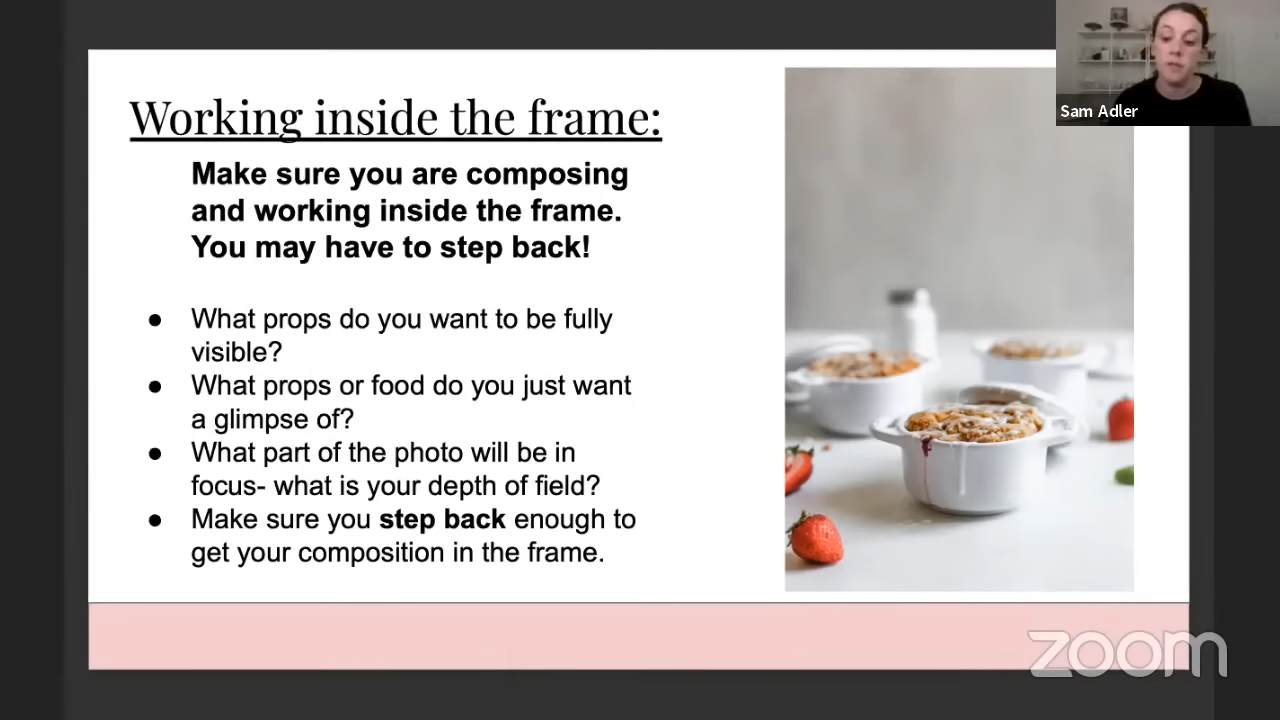 Working inside the frame:
Make sure you are composing
and working inside the frame.
You may have to step back!
● What props do you want to be fully
visible?
● What props or food do you just want
a glimpse of?
● What part of the photo will be in
focus- what is your depth of field?
● Make sure you step back enough to
get your composition in the frame.
Sam Adler
zoom